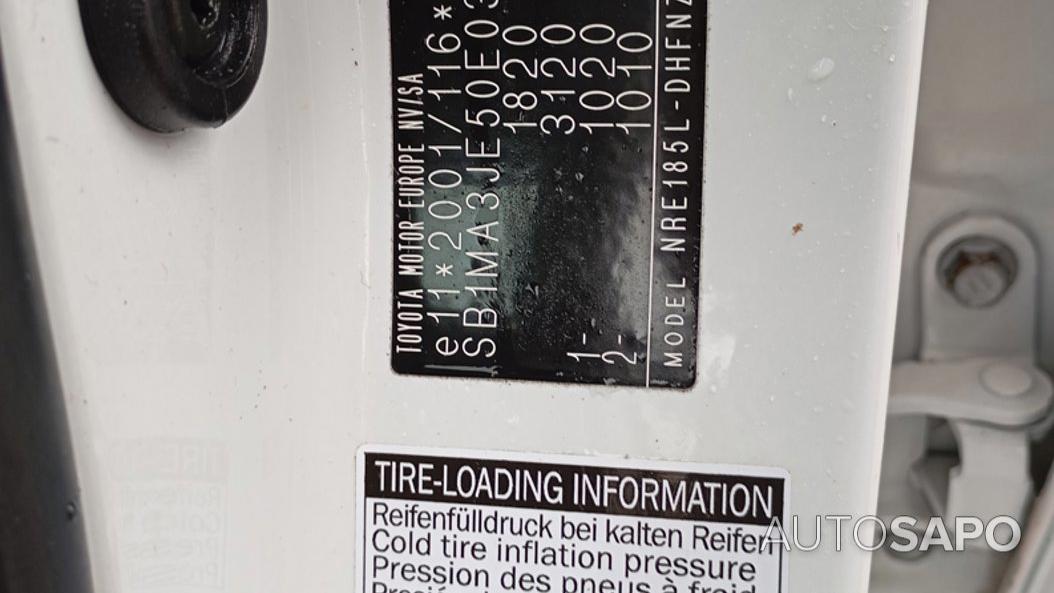 TOYOTA MOTOR EUROPE NV/SA
e11*2001/116*
SB1MA3JE50E03
1820
3120
1- 1020
2- 1010
MODEL NRE185L-DHFNZ
TIRE-LOADING INFORMATION
Reifenfülldruck bei kalten Reifen
Cold tire inflation pressure
Pression des pneus à froid
AUTOSAPO